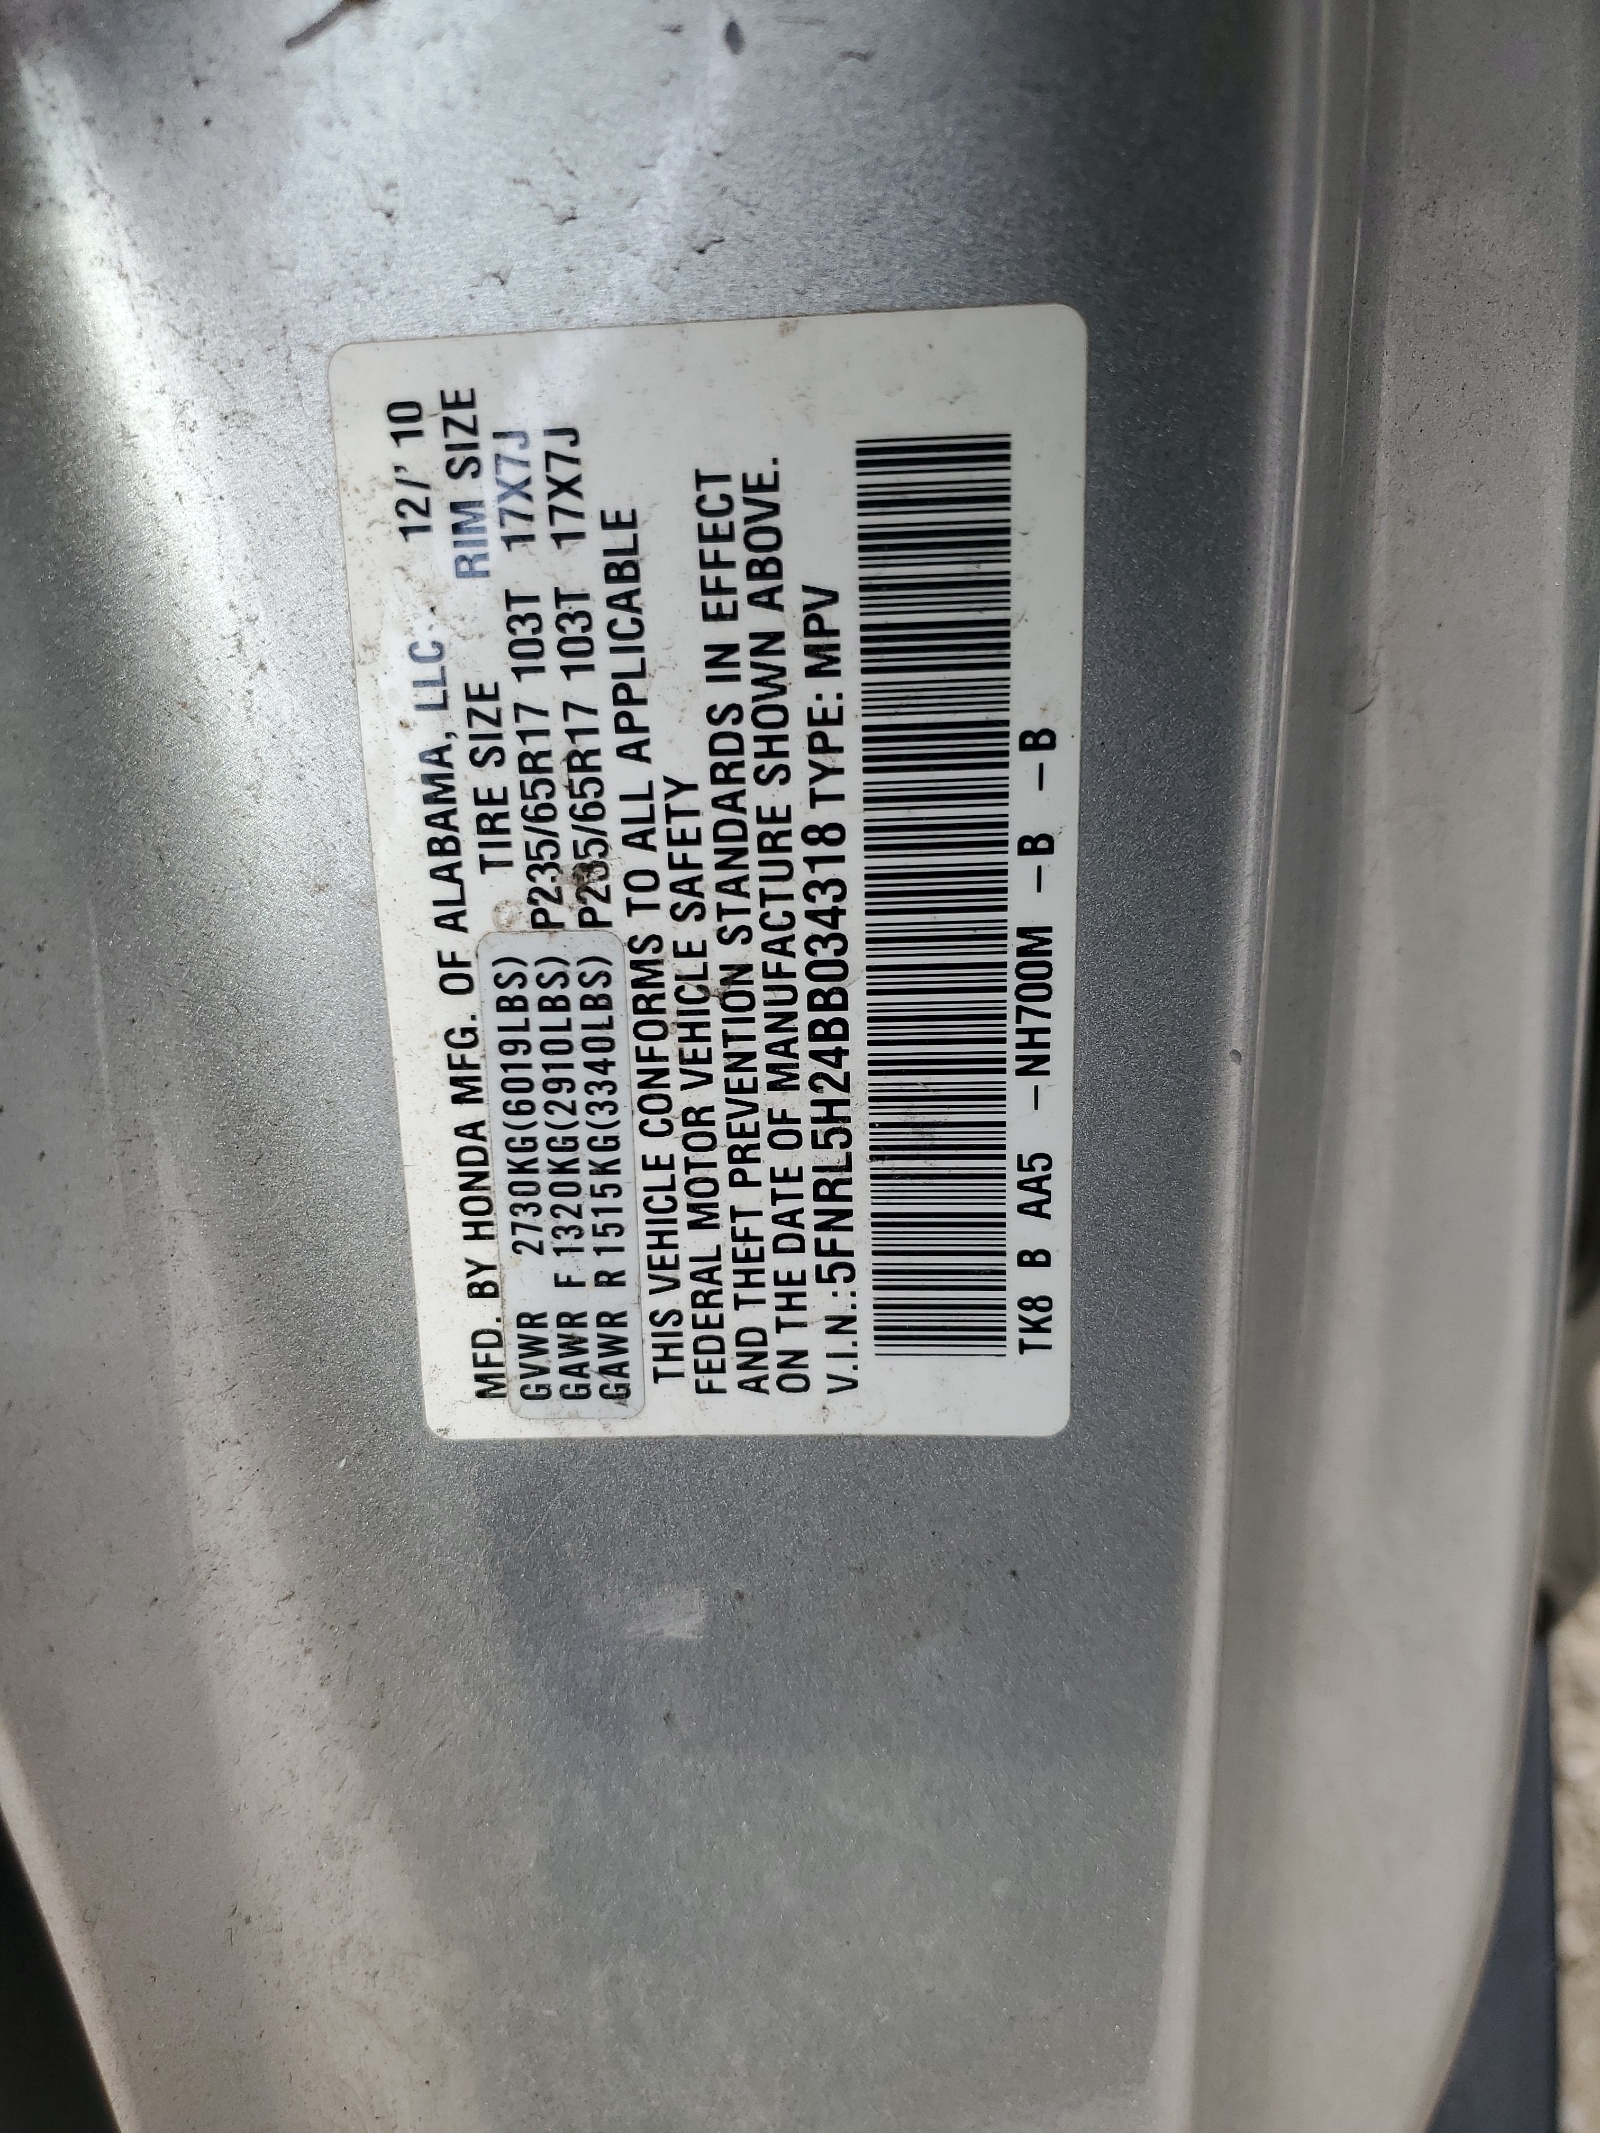 MFD. BY HONDA MFG. OF ALABAMA, LLC. 12/' 10
TIRE SIZE RIM SIZE
GVWR 2730KG(6019LBS)
GAWR F 1320KG(2910LBS) P235/65R17 103T 17X7J
GAWR R 1515KG(3340LBS) P235/65R17 103T 17X7J
THIS VEHICLE CONFORMS TO ALL APPLICABLE
FEDERAL MOTOR VEHICLE SAFETY
AND THEFT PREVENTION STANDARDS IN EFFECT
ON THE DATE OF MANUFACTURE SHOWN ABOVE.
V.I.N.:5FNRL5H24BB034318 TYPE: MPV
TK8 B AA5 –NH700M –B –B